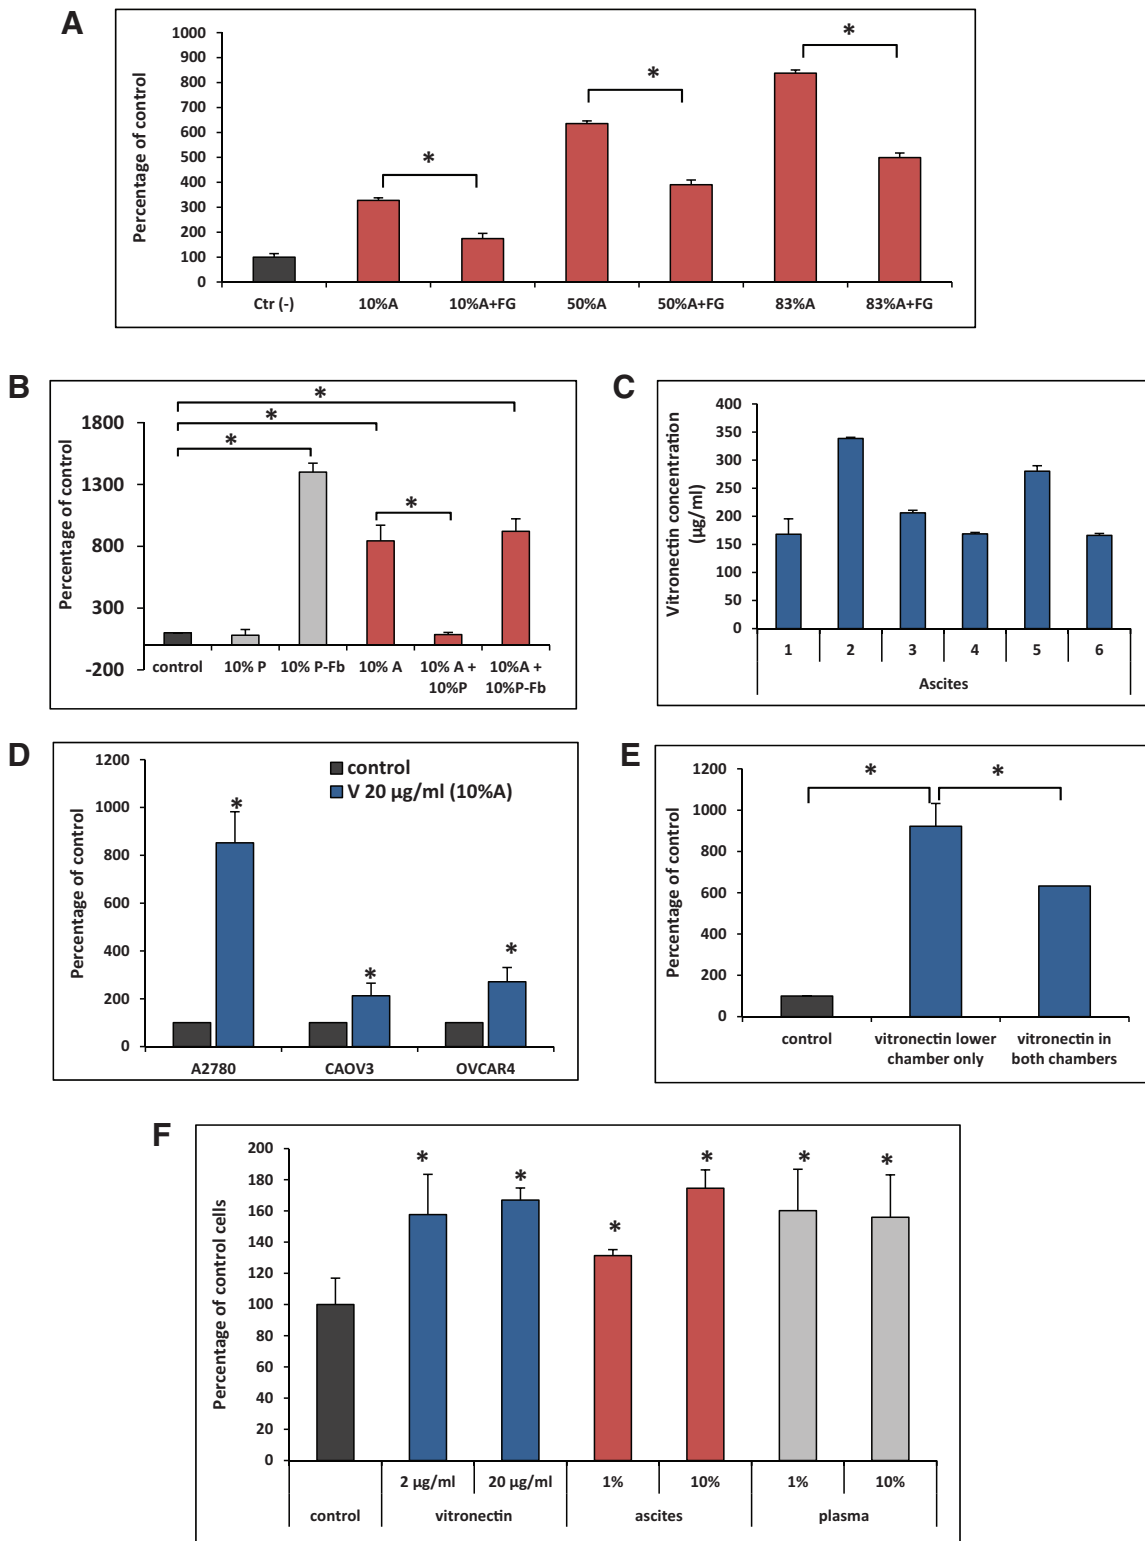 A
Percentage of control
1000
900
800
700
600
500
400
300
200
100
0
*
*
*
Ctr (-) 10%A 10%A+FG 50%A 50%A+FG 83%A 83%A+FG
B
Percentage of control
1800
1300
800
300
-200
*
*
*
*
control 10% P 10% P-Fb 10% A 10% A + 10%A +
10%P 10%P-Fb
C
Vitronectin concentration
(µg/ml)
400
350
300
250
200
150
100
50
0
1 2 3 4 5 6
Ascites
D
Percentage of control
1200
1000
800
600
400
200
0
control
V 20 µg/ml (10%A)
*
*
*
A2780 CAOV3 OVCAR4
E
Percentage of control
1200
1000
800
600
400
200
0
* *
control vitronectin lower vitronectin in
chamber only both chambers
F
Percentage of control cells
200
180
160
140
120
100
80
60
40
20
0
* * * * * *
2 µg/ml 20 µg/ml 1% 10% 1% 10%
control vitronectin ascites plasma